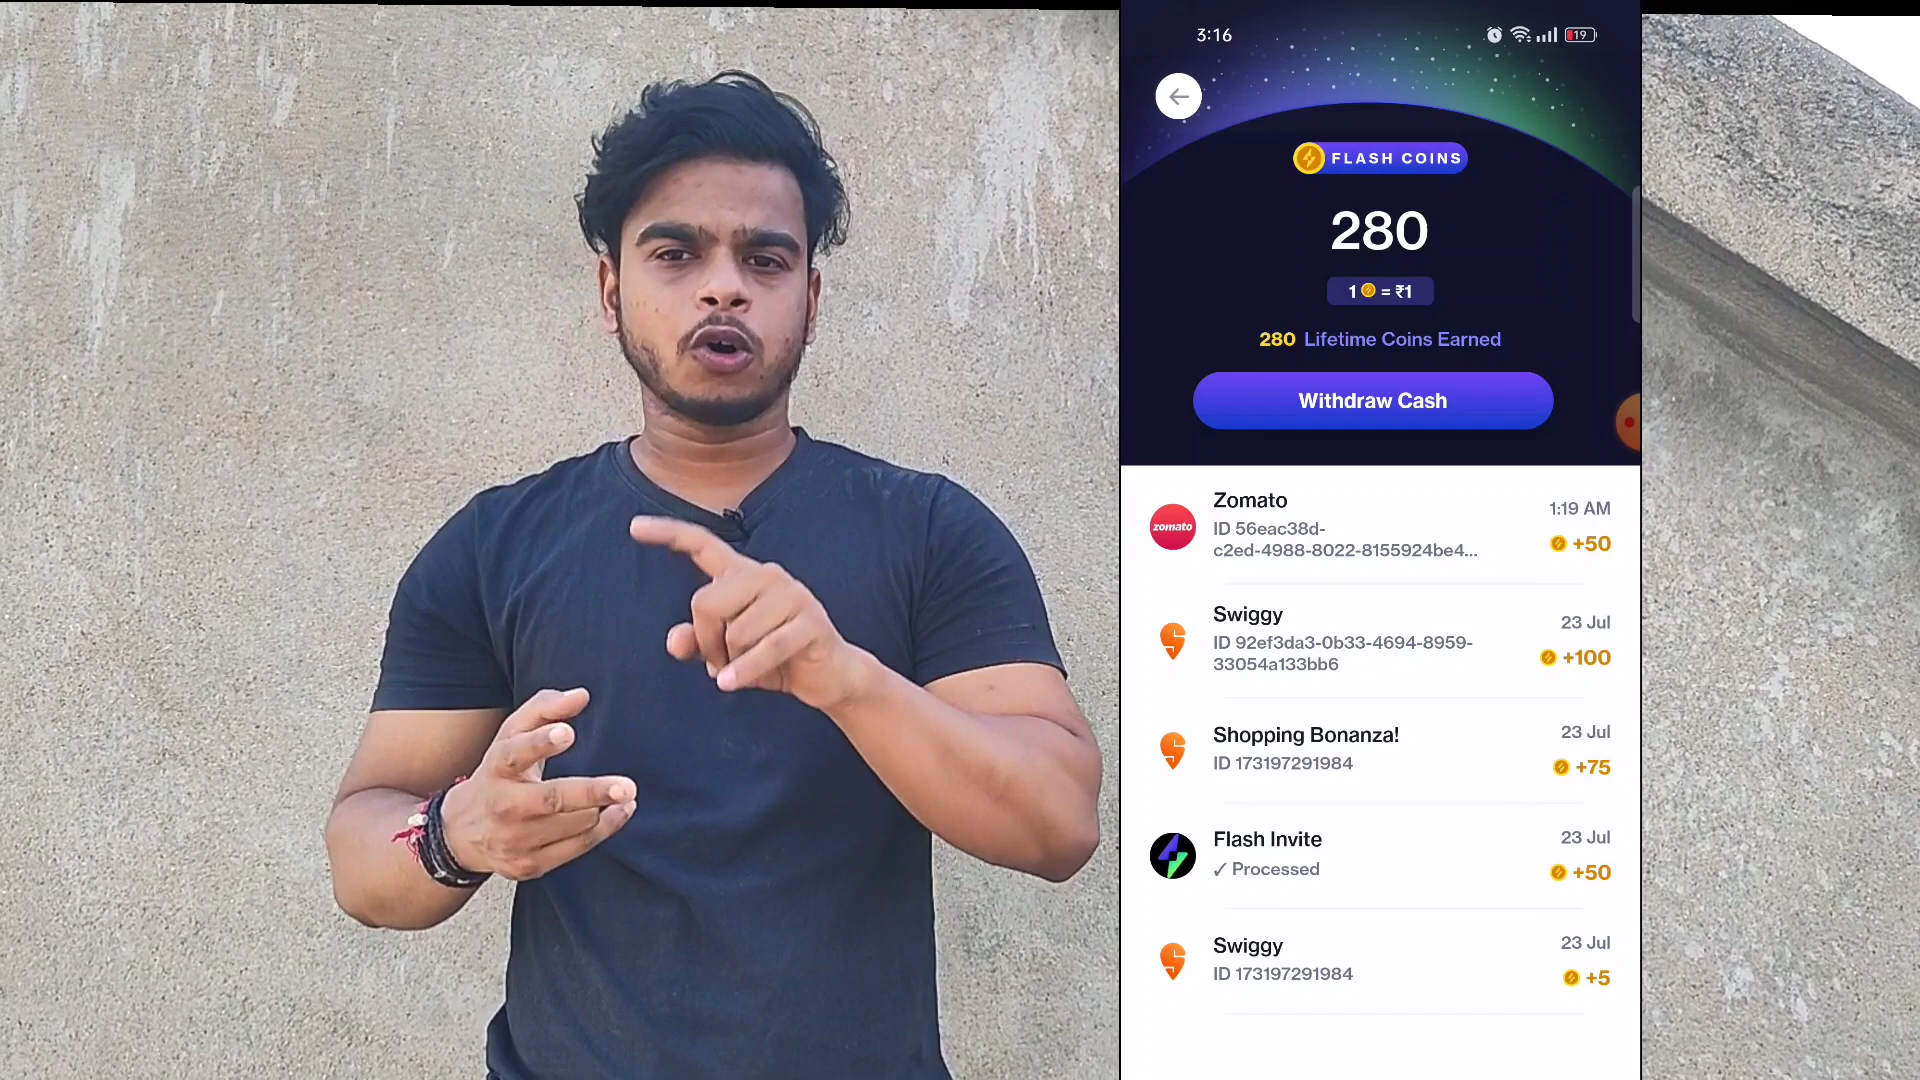 3:16
19
FLASH COINS
280
1 = ₹1
280 Lifetime Coins Earned
Withdraw Cash
zomato
Zomato
1:19 AM
ID 56eac38d-
c2ed-4988-8022-8155924be4...
+50
Swiggy
23 Jul
ID 92ef3da3-0b33-4694-8959-
33054a133bb6
+100
Shopping Bonanza!
23 Jul
ID 173197291984
+75
Flash Invite
23 Jul
✓ Processed
+50
Swiggy
23 Jul
ID 173197291984
+5